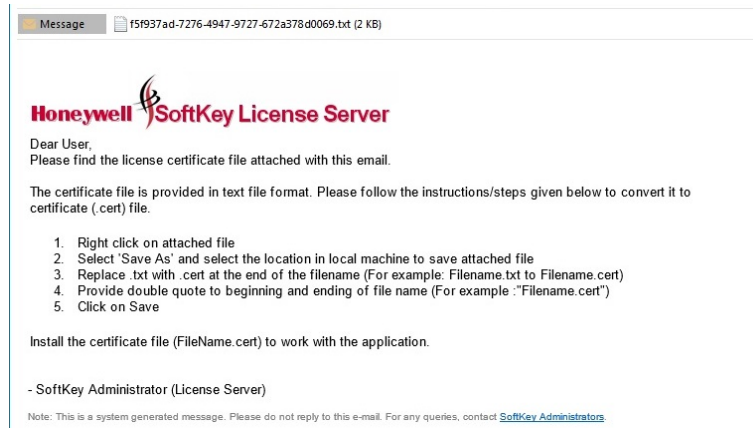 Message f5f937ad-7276-4947-9727-672a378d0069.txt (2 KB)
Honeywell SoftKey License Server
Dear User,
Please find the license certificate file attached with this email.
The certificate file is provided in text file format. Please follow the instructions/steps given below to convert it to
certificate (.cert) file.
1. Right click on attached file
2. Select 'Save As' and select the location in local machine to save attached file
3. Replace .txt with .cert at the end of the filename (For example: Filename.txt to Filename.cert)
4. Provide double quote to beginning and ending of file name (For example :"Filename.cert")
5. Click on Save
Install the certificate file (FileName.cert) to work with the application.
- SoftKey Administrator (License Server)
Note: This is a system generated message. Please do not reply to this e-mail. For any queries, contact SoftKey Administrators.